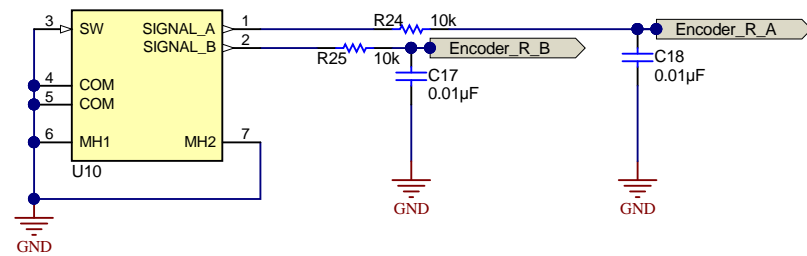 3 SW SIGNAL_A 1 R24 10k Encoder_R_A
SIGNAL_B 2 R25 10k Encoder_R_B
C17
0.01µF
C18
0.01µF
4 COM
5 COM
6 MH1 MH2 7
U10
GND
GND
GND